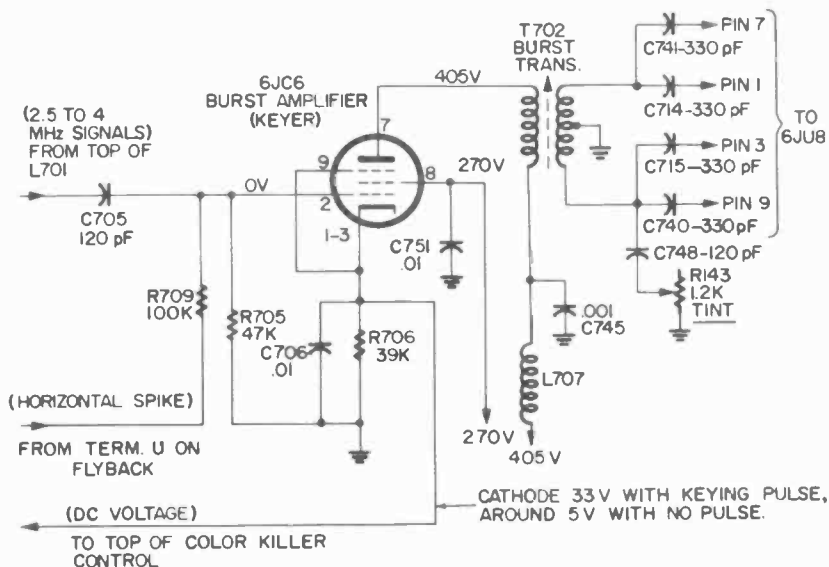 T702
BURST
TRANS.
6JC6
BURST AMPLIFIER
(KEYER)
405V
C741-330 pF
PIN 7
C714-330 pF
PIN 1
C715-330 pF
PIN 3
C740-330 pF
PIN 9
TO
6JU8
C748-120 pF
R143
1.2K
TINT
(2.5 TO 4
MHz SIGNALS)
FROM TOP OF
L701
C705
120 pF
0V
7
9
8
2
1-3
270V
C751
.01
R709
100K
R705
47K
C706
.01
R706
39K
.001
C745
L707
270V
405V
(HORIZONTAL SPIKE)
FROM TERM. U ON
FLYBACK
CATHODE 33V WITH KEYING PULSE,
AROUND 5V WITH NO PULSE.
(DC VOLTAGE)
TO TOP OF COLOR KILLER
CONTROL